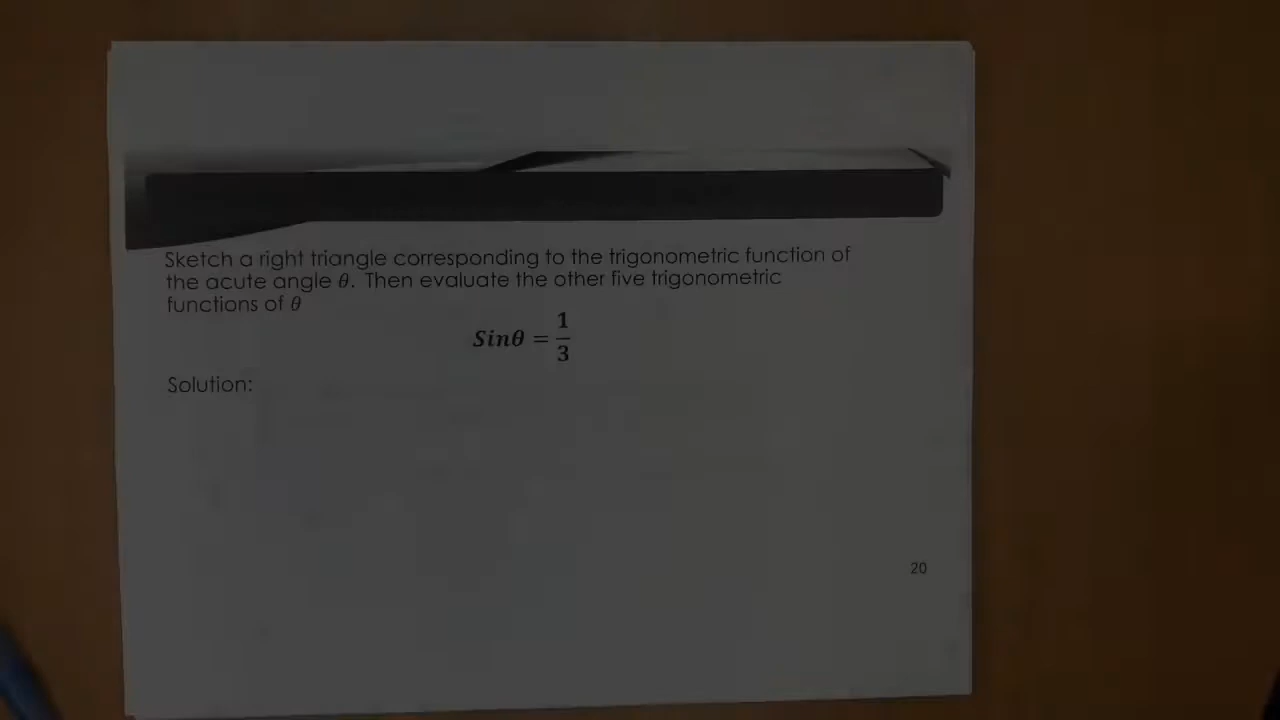 Sketch a right triangle corresponding to the trigonometric function of
the acute angle θ. Then evaluate the other five trigonometric
functions of θ
Sinθ = 1/3
Solution:
20